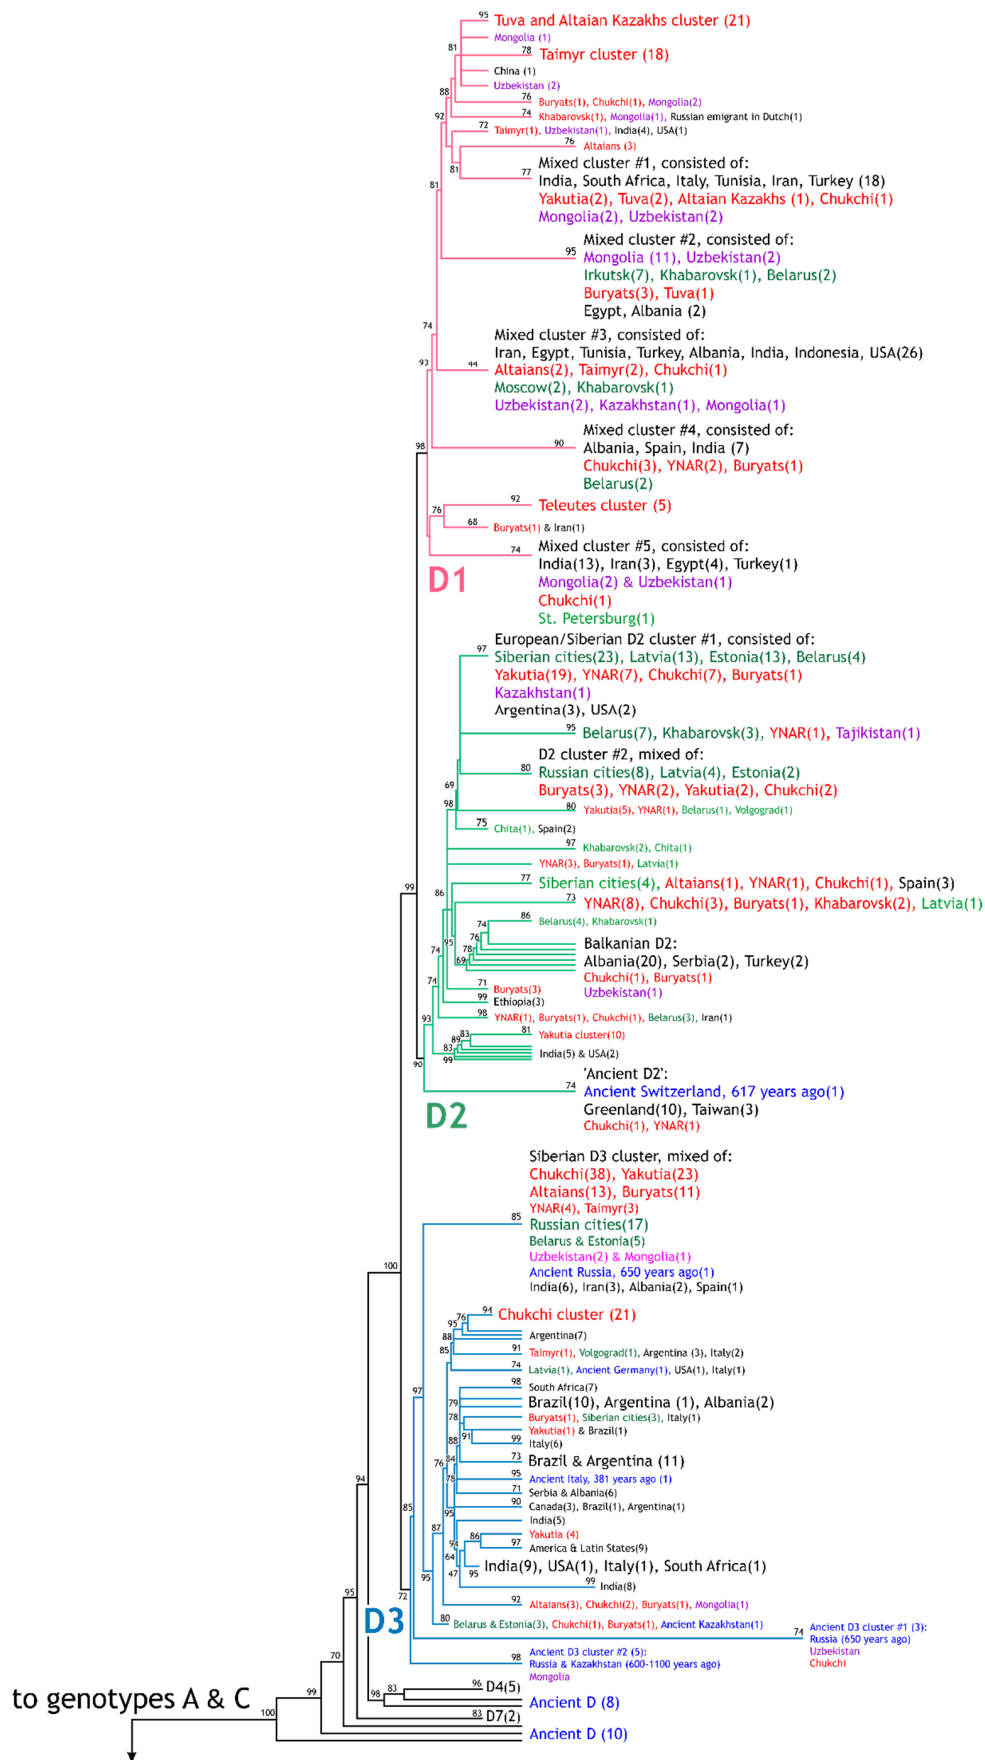 95
Tuva and Altaian Kazakhs cluster (21)
Mongolia (1)
81
78
Taimyr cluster (18)
China (1)
Uzbekistan (2)
88
76
Buryats(1), Chukchi(1), Mongolia(2)
92
74
Khabarovsk(1), Mongolia(1), Russian emigrant in Dutch(1)
72
Taimyr(1), Uzbekistan(1), India(4), USA(1)
76
Altaians (3)
81
77
Mixed cluster #1, consisted of:
India, South Africa, Italy, Tunisia, Iran, Turkey (18)
Yakutia(2), Tuva(2), Altaian Kazakhs (1), Chukchi(1)
Mongolia(2), Uzbekistan(2)
81
95
Mixed cluster #2, consisted of:
Mongolia (11), Uzbekistan(2)
Irkutsk(7), Khabarovsk(1), Belarus(2)
Buryats(3), Tuva(1)
Egypt, Albania (2)
74
93
44
Mixed cluster #3, consisted of:
Iran, Egypt, Tunisia, Turkey, Albania, India, Indonesia, USA(26)
Altaians(2), Taimyr(2), Chukchi(1)
Moscow(2), Khabarovsk(1)
Uzbekistan(2), Kazakhstan(1), Mongolia(1)
98
90
Mixed cluster #4, consisted of:
Albania, Spain, India (7)
Chukchi(3), YNAR(2), Buryats(1)
Belarus(2)
76
92
Teleutes cluster (5)
68
Buryats(1) & Iran(1)
74
Mixed cluster #5, consisted of:
India(13), Iran(3), Egypt(4), Turkey(1)
Mongolia(2) & Uzbekistan(1)
Chukchi(1)
St. Petersburg(1)
D1
97
European/Siberian D2 cluster #1, consisted of:
Siberian cities(23), Latvia(13), Estonia(13), Belarus(4)
Yakutia(19), YNAR(7), Chukchi(7), Buryats(1)
Kazakhstan(1)
Argentina(3), USA(2)
95
Belarus(7), Khabarovsk(3), YNAR(1), Tajikistan(1)
80
D2 cluster #2, mixed of:
Russian cities(8), Latvia(4), Estonia(2)
Buryats(3), YNAR(2), Yakutia(2), Chukchi(2)
69
98
80
Yakutia(5), YNAR(1), Belarus(1), Volgograd(1)
75
Chita(1), Spain(2)
97
Khabarovsk(2), Chita(1)
YNAR(3), Buryats(1), Latvia(1)
99
86
77
Siberian cities(4), Altaians(1), YNAR(1), Chukchi(1), Spain(3)
73
YNAR(8), Chukchi(3), Buryats(1), Khabarovsk(2), Latvia(1)
86
Belarus(4), Khabarovsk(1)
74
76
78
69
95
74
Balkanian D2:
Albania(20), Serbia(2), Turkey(2)
Chukchi(1), Buryats(1)
Uzbekistan(1)
74
71
Buryats(3)
99
Ethiopia(3)
98
YNAR(1), Buryats(1), Chukchi(1), Belarus(3), Iran(1)
93
81
Yakutia cluster(10)
83
89
83
99
India(5) & USA(2)
90
74
'Ancient D2':
Ancient Switzerland, 617 years ago(1)
Greenland(10), Taiwan(3)
Chukchi(1), YNAR(1)
D2
85
Siberian D3 cluster, mixed of:
Chukchi(38), Yakutia(23)
Altaians(13), Buryats(11)
YNAR(4), Taimyr(3)
Russian cities(17)
Belarus & Estonia(5)
Uzbekistan(2) & Mongolia(1)
Ancient Russia, 650 years ago(1)
India(6), Iran(3), Albania(2), Spain(1)
100
94
Chukchi cluster (21)
76
95
Argentina(7)
88
85
91
Taimyr(1), Volgograd(1), Argentina (3), Italy(2)
74
Latvia(1), Ancient Germany(1), USA(1), Italy(1)
97
98
South Africa(7)
79
Brazil(10), Argentina (1), Albania(2)
78
Buryats(1), Siberian cities(3), Italy(1)
Yakutia(1) & Brazil(1)
91
99
Italy(6)
88
84
73
Brazil & Argentina (11)
76
78
95
Ancient Italy, 381 years ago (1)
94
71
Serbia & Albania(6)
90
Canada(3), Brazil(1), Argentina(1)
85
95
India(5)
87
86
Yakutia (4)
94
97
America & Latin States(9)
64
95
India(9), USA(1), Italy(1), South Africa(1)
47
99
India(8)
95
95
72
92
Altaians(3), Chukchi(2), Buryats(1), Mongolia(1)
80
Belarus & Estonia(3), Chukchi(1), Buryats(1), Ancient Kazakhstan(1)
D3
74
Ancient D3 cluster #1 (3):
Russia (650 years ago)
Uzbekistan
Chukchi
98
Ancient D3 cluster #2 (5):
Russia & Kazakhstan (600-1100 years ago)
Mongolia
70
96
D4(5)
83
98
Ancient D (8)
to genotypes A & C
99
83
D7(2)
100
Ancient D (10)